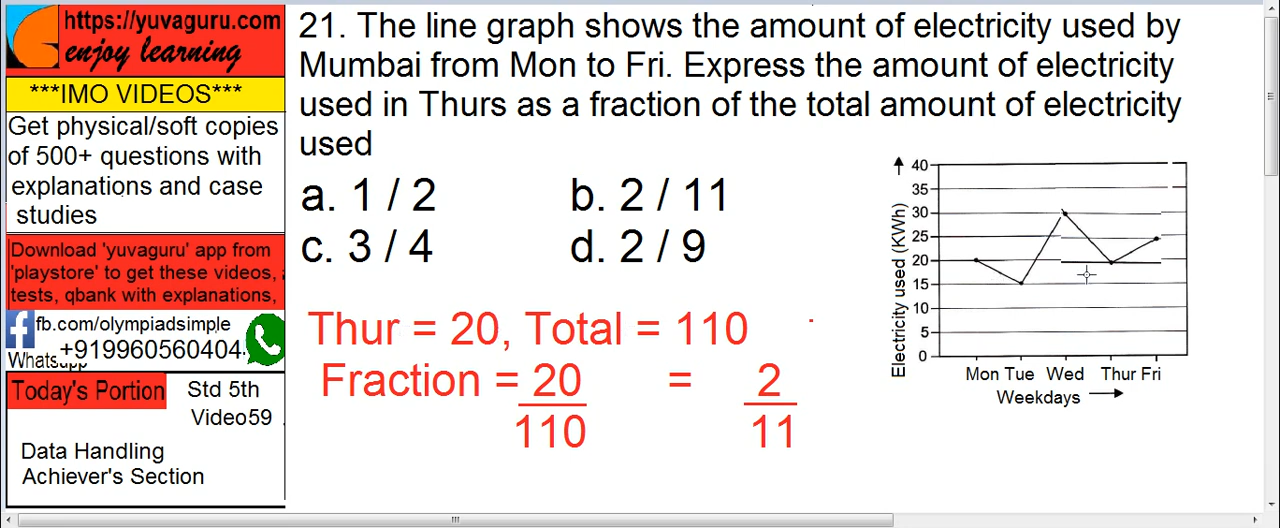 https://yuvaguru.com
enjoy learning
***IMO VIDEOS***
Get physical/soft copies
of 500+ questions with
explanations and case
studies
Download 'yuvaguru' app from
'playstore' to get these videos,
tests, qbank with explanations,
fb.com/olympiadsimple
Whatsapp +919960560404.
Today's Portion Std 5th
Video59
Data Handling
Achiever's Section
21. The line graph shows the amount of electricity used by
Mumbai from Mon to Fri. Express the amount of electricity
used in Thurs as a fraction of the total amount of electricity
used
a. 1 / 2 b. 2 / 11
c. 3 / 4 d. 2 / 9
Thur = 20, Total = 110
Fraction = 20 = 2
110 11
Electricity used (KWh)
40
35
30
25
20
15
10
5
0
Mon Tue Wed Thur Fri
Weekdays